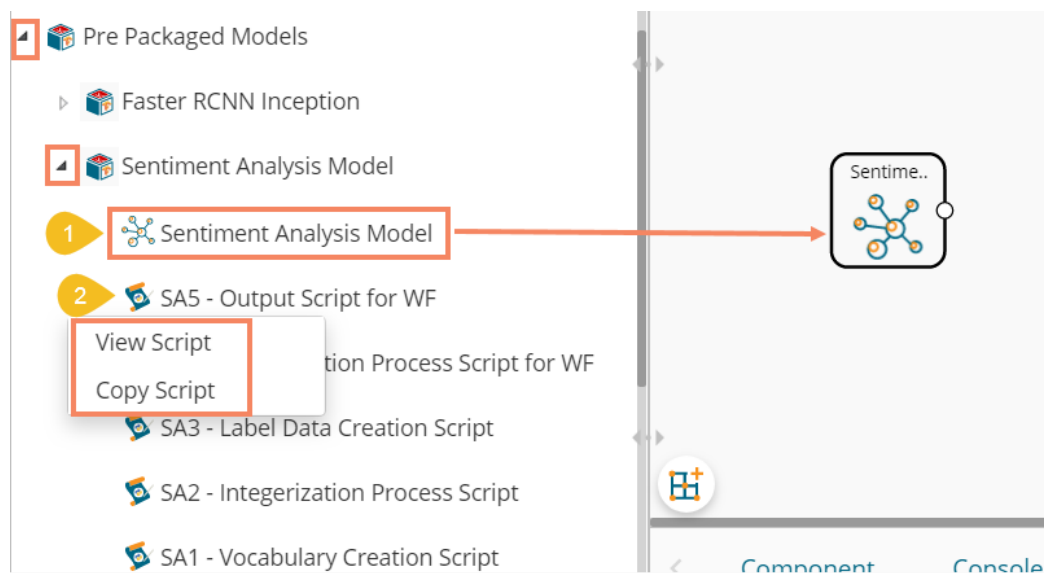 Pre Packaged Models
Faster RCNN Inception
Sentiment Analysis Model
Sentime..
1
Sentiment Analysis Model
2
SA5 - Output Script for WF
View Script
tion Process Script for WF
Copy Script
SA3 - Label Data Creation Script
SA2 - Integerization Process Script
SA1 - Vocabulary Creation Script
Component
Console